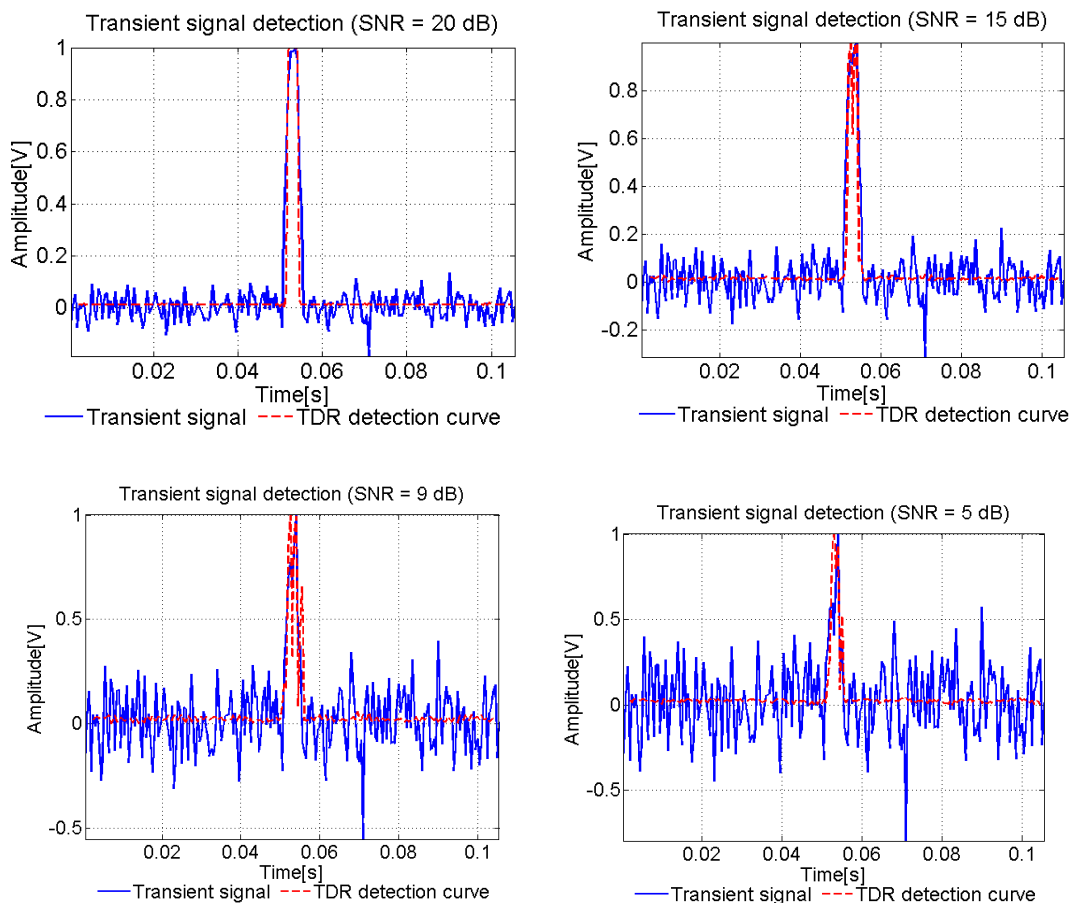 Transient signal detection (SNR = 20 dB)
1
0.8
0.6
0.4
0.2
0
Amplitude[V]
0.02
0.04
0.06
0.08
0.1
Time[s]
Transient signal
TDR detection curve
Transient signal detection (SNR = 15 dB)
0.8
0.6
0.4
0.2
0
-0.2
Amplitude[V]
0.02
0.04
0.06
0.08
0.1
Time[s]
Transient signal
TDR detection curve
Transient signal detection (SNR = 9 dB)
1
0.5
0
-0.5
Amplitude[V]
0.02
0.04
0.06
0.08
0.1
Time[s]
Transient signal
TDR detection curve
Transient signal detection (SNR = 5 dB)
1
0.5
0
-0.5
Amplitude[V]
0.02
0.04
0.06
0.08
0.1
Time[s]
Transient signal
TDR detection curve